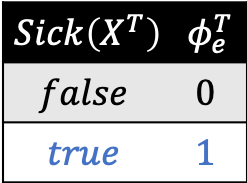 Sick(X^T) ϕ_e^T
false 0
true 1